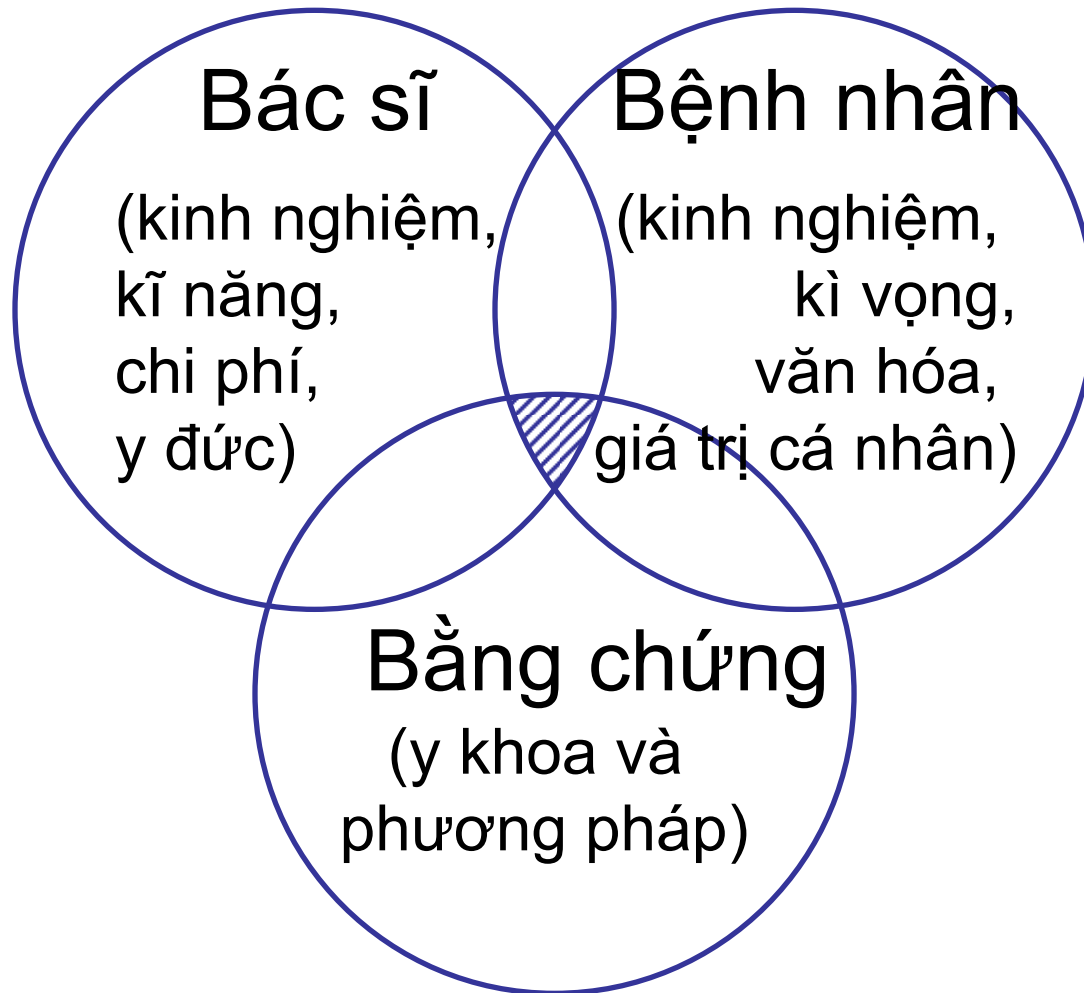 Bác sĩ
(kinh nghiệm,
kĩ năng,
chi phí,
y đức)
Bệnh nhân
(kinh nghiệm,
kì vọng,
văn hóa,
giá trị cá nhân)
Bằng chứng
(y khoa và
phương pháp)